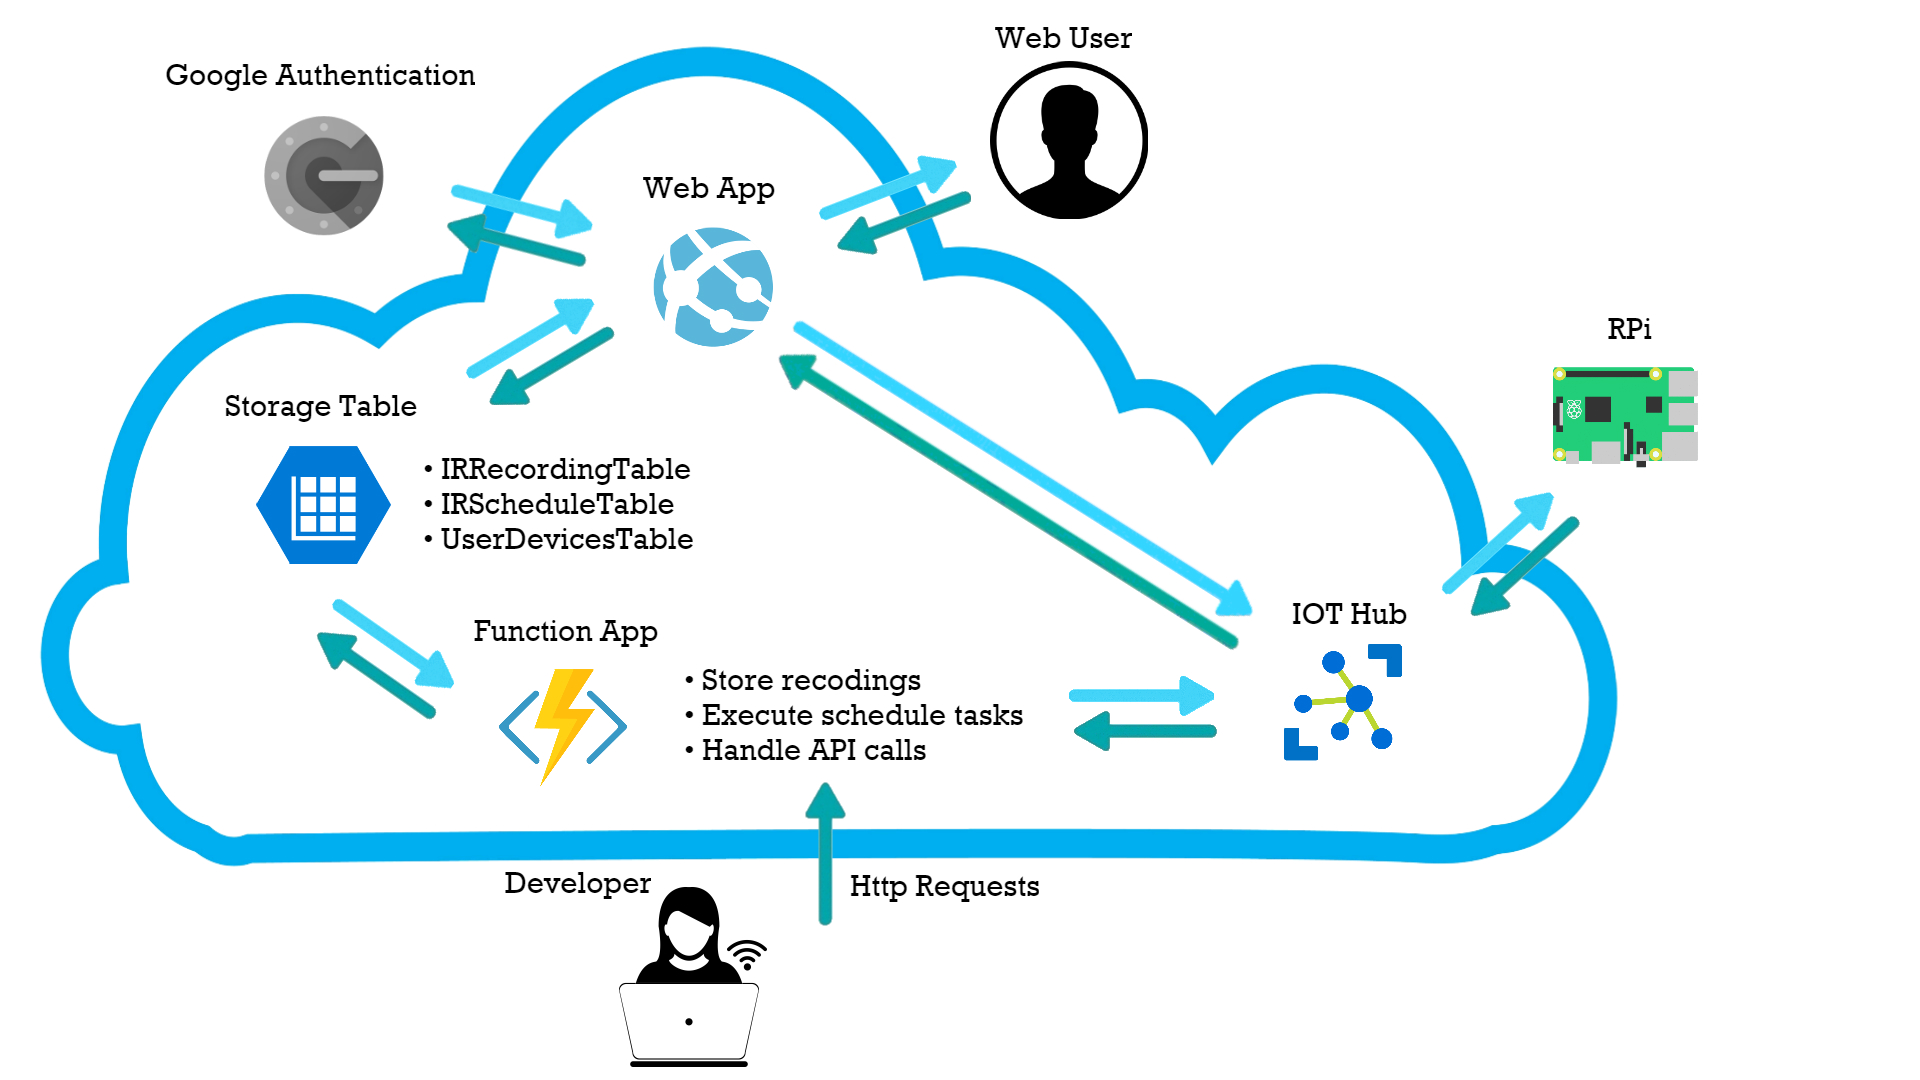 Web User
Google Authentication
Web App
RPi
Storage Table
• IRRecordingTable
• IRScheduleTable
• UserDevicesTable
IOT Hub
Function App
• Store recodings
• Execute schedule tasks
• Handle API calls
Developer
Http Requests